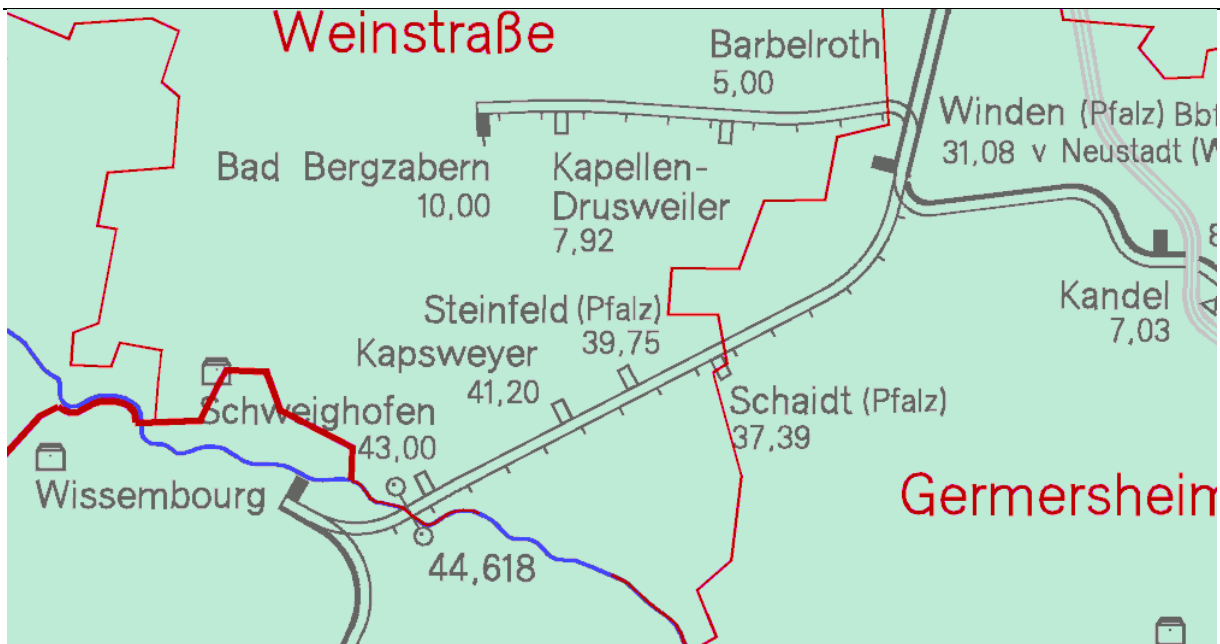 Weinstraße
Barbelroth
5,00
Winden (Pfalz) Bbf
31,08 v Neustadt (W
Bad Bergzabern
10,00
Kapellen-
Drusweiler
7,92
8
Kandel
7,03
Steinfeld (Pfalz)
39,75
Kapsweyer
41,20
Schaidt (Pfalz)
37,39
Schweighofen
43,00
Wissembourg
Germersheim
44,618